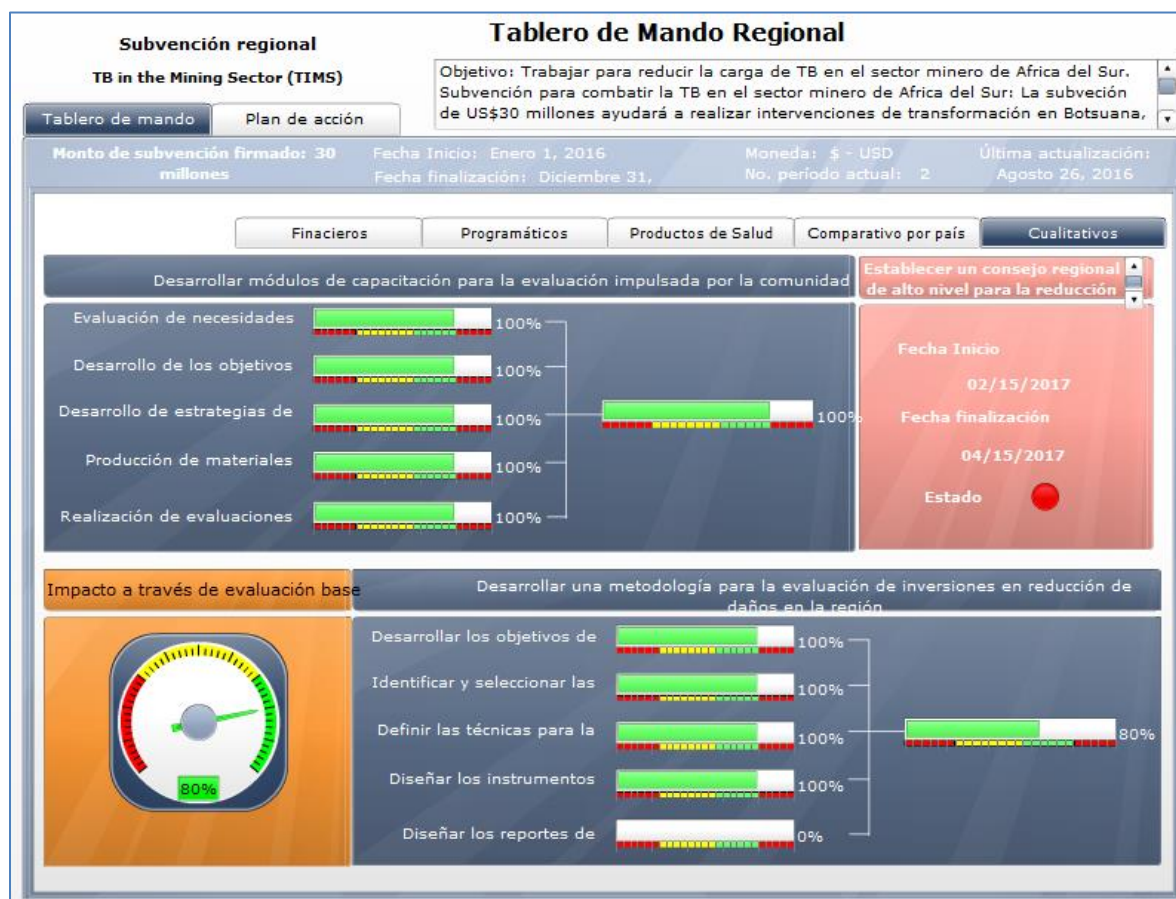 Subvención regional
TB in the Mining Sector (TIMS)
Tablero de Mando Regional
Objetivo: Trabajar para reducir la carga de TB en el sector minero de Africa del Sur.
Subvención para combatir la TB en el sector minero de Africa del Sur: La subveción
de US$30 millones ayudará a realizar intervenciones de transformación en Botsuana,
Tablero de mando
Plan de acción
Monto de subvención firmado: 30
millones
Fecha Inicio: Enero 1, 2016
Fecha finalización: Diciembre 31,
Moneda: $ - USD
No. período actual: 2
Última actualización:
Agosto 26, 2016
Finacieros
Programáticos
Productos de Salud
Comparativo por país
Cualitativos
Desarrollar módulos de capacitación para la evaluación impulsada por la comunidad
Evaluación de necesidades
100%
Desarrollo de los objetivos
100%
Desarrollo de estrategias de
100%
Producción de materiales
100%
Realización de evaluaciones
100%
100%
Establecer un consejo regional
de alto nivel para la reducción
Fecha Inicio
02/15/2017
Fecha finalización
04/15/2017
Estado
Impacto a través de evaluación base
80%
Desarrollar una metodología para la evaluación de inversiones en reducción de
daños en la región
Desarrollar los objetivos de
100%
Identificar y seleccionar las
100%
Definir las técnicas para la
100%
Diseñar los instrumentos
100%
Diseñar los reportes de
0%
80%